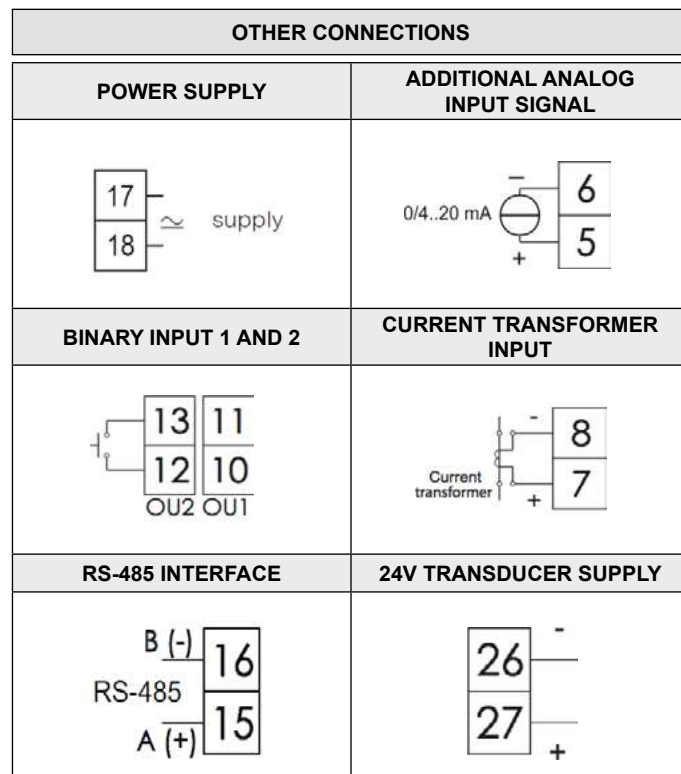 OTHER CONNECTIONS
POWER SUPPLY
ADDITIONAL ANALOG
INPUT SIGNAL
17
18
supply
0/4..20 mA
−
+
6
5
BINARY INPUT 1 AND 2
CURRENT TRANSFORMER
INPUT
13 11
12 10
OU2 OU1
Current
transformer
-
+
8
7
RS-485 INTERFACE
24V TRANSDUCER SUPPLY
B (-)
16
RS-485
A (+)
15
26 -
27 +